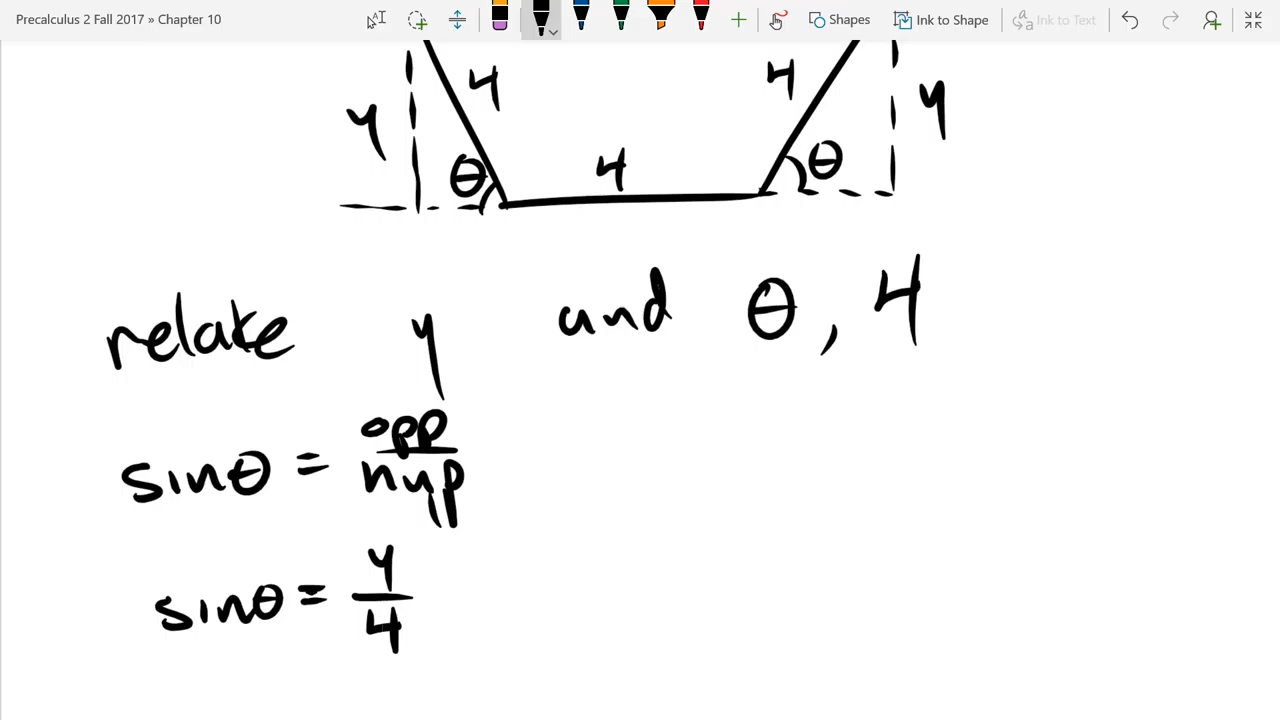 Precalculus 2 Fall 2017 » Chapter 10 Shapes Ink to Shape Ink to Text
4 4
y y
θ 4 θ
relate y and θ, 4
sinθ = opp/hyp
sinθ = y/4